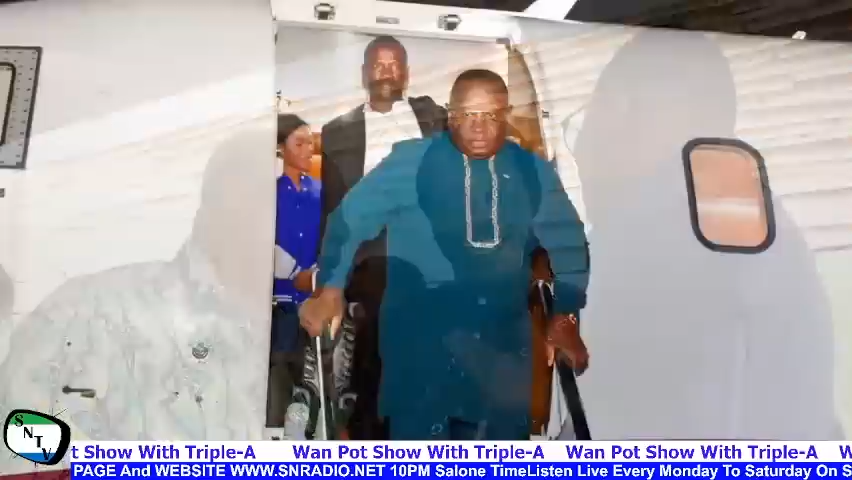 SNTV
t Show With Triple-A Wan Pot Show With Triple-A Wan Pot Show With Triple-A W
PAGE And WEBSITE WWW.SNRADIO.NET 10PM Salone TimeListen Live Every Monday To Saturday On S